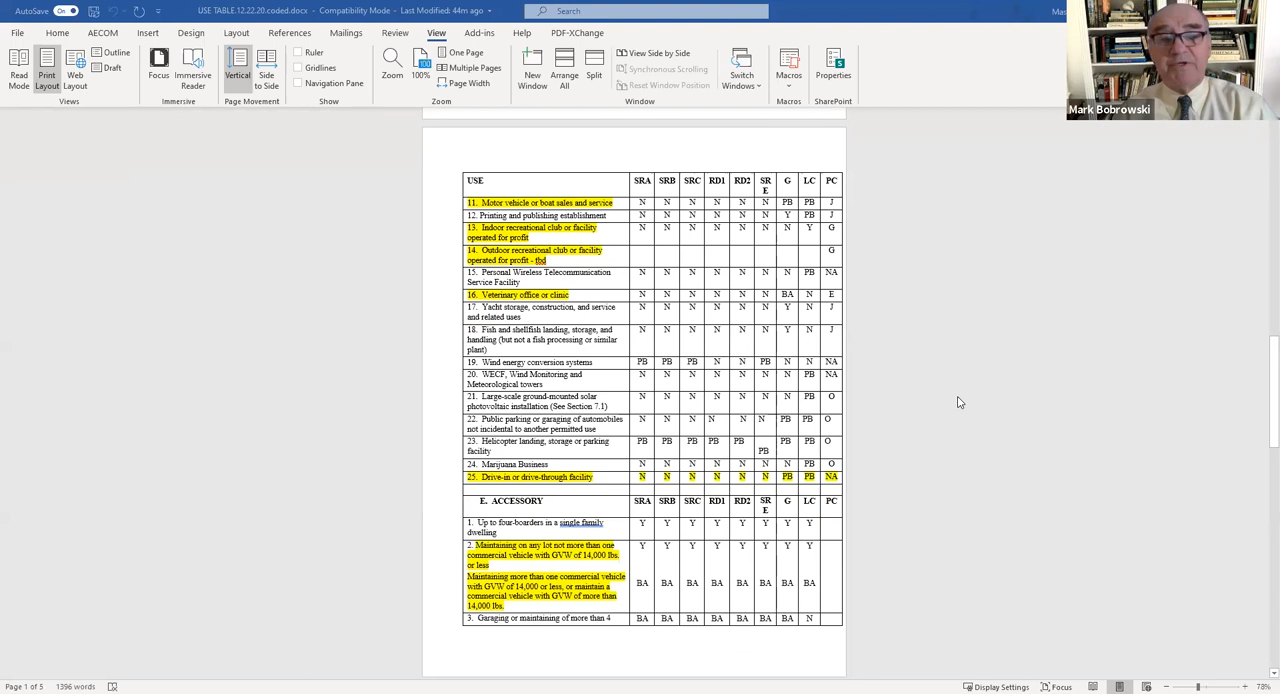 AutoSave On USE TABLE.12.22.20.coded.docx - Compatibility Mode - Last Modified: 44m ago Search Mas
File Home Insert Design Layout References Mailings Review View Help AECOM Add-ins PDF-XChange
Read Mode
Print Layout
Web Layout
Outline
Draft
Views
Focus
Immersive Reader
Immersive
Vertical
Side to Side
Page Movement
Ruler
Gridlines
Navigation Pane
Show
Zoom
100
100%
One Page
Multiple Pages
Page Width
Zoom
New Window
Arrange All
Split
View Side by Side
Synchronous Scrolling
Reset Window Position
Switch Windows
Window
Macros
Macros
Properties
SharePoint
Mark Bobrowski
USE SRA SRB SRC RD1 RD2 SR G LC PC
E
11. Motor vehicle or boat sales and service N N N N N N PB PB J
12. Printing and publishing establishment N N N N N N Y PB J
13. Indoor recreational club or facility N N N N N N N Y G
operated for profit
14. Outdoor recreational club or facility G
operated for profit - tbd
15. Personal Wireless Telecommunication N N N N N N N PB NA
Service Facility
16. Veterinary office or clinic N N N N N N BA N E
17. Yacht storage, construction, and service N N N N N N Y N J
and related uses
18. Fish and shellfish landing, storage, and N N N N N N Y N J
handling (but not a fish processing or similar
plant)
19. Wind energy conversion systems PB PB PB N N PB N N NA
20. WECF, Wind Monitoring and N N N N N N N PB NA
Meteorological towers
21. Large-scale ground-mounted solar N N N N N N N PB O
photovoltaic installation (See Section 7.1)
22. Public parking or garaging of automobiles N N N N N N PB PB O
not incidental to another permitted use
23. Helicopter landing, storage or parking PB PB PB PB PB PB PB O
facility PB
24. Marijuana Business N N N N N N N PB O
25. Drive-in or drive-through facility N N N N N N PB PB NA
E. ACCESSORY SRA SRB SRC RD1 RD2 SR G LC PC
E
1. Up to four-boarders in a single family Y Y Y Y Y Y Y Y
dwelling
2. Maintaining on any lot not more than one Y Y Y Y Y Y Y Y
commercial vehicle with GVW of 14,000 lbs.
or less
Maintaining more than one commercial vehicle BA BA BA BA BA BA BA BA
with GVW of 14,000 or less, or maintain a
commercial vehicle with GVW of more than
14,000 lbs.
3. Garaging or maintaining of more than 4 BA BA BA BA BA BA BA N
Page 1 of 5 1396 words Display Settings Focus 78%